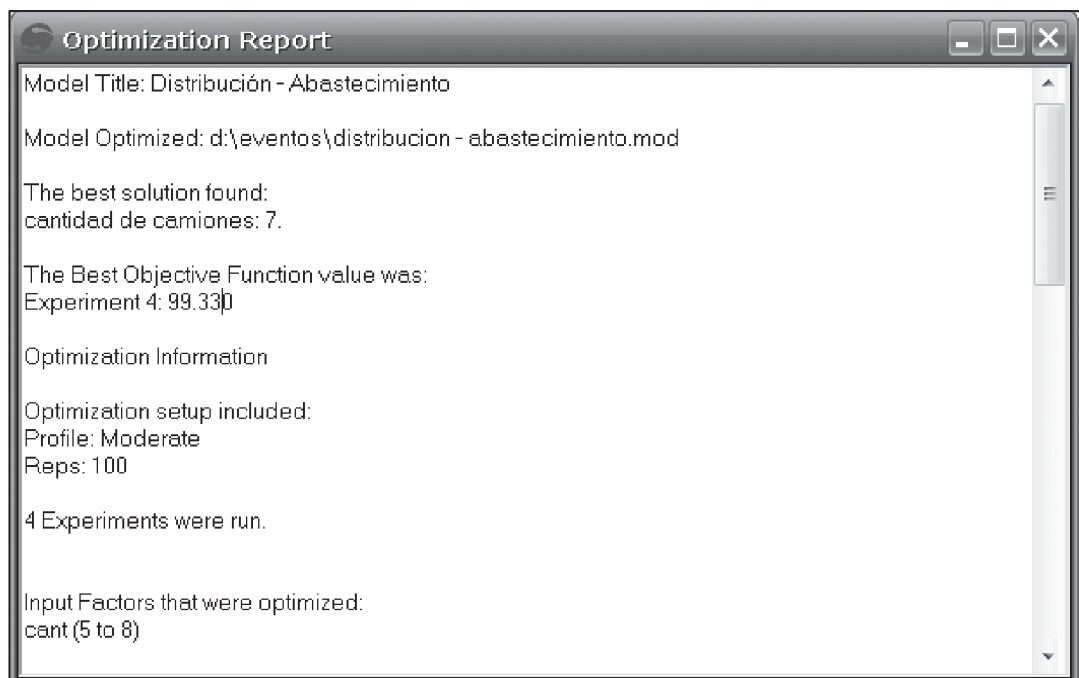 Optimization Report
Model Title: Distribución - Abastecimiento
Model Optimized: d:\eventos\distribucion - abastecimiento.mod
The best solution found:
cantidad de camiones: 7.
The Best Objective Function value was:
Experiment 4: 99.330
Optimization Information
Optimization setup included:
Profile: Moderate
Reps: 100
4 Experiments were run.
Input Factors that were optimized:
cant (5 to 8)